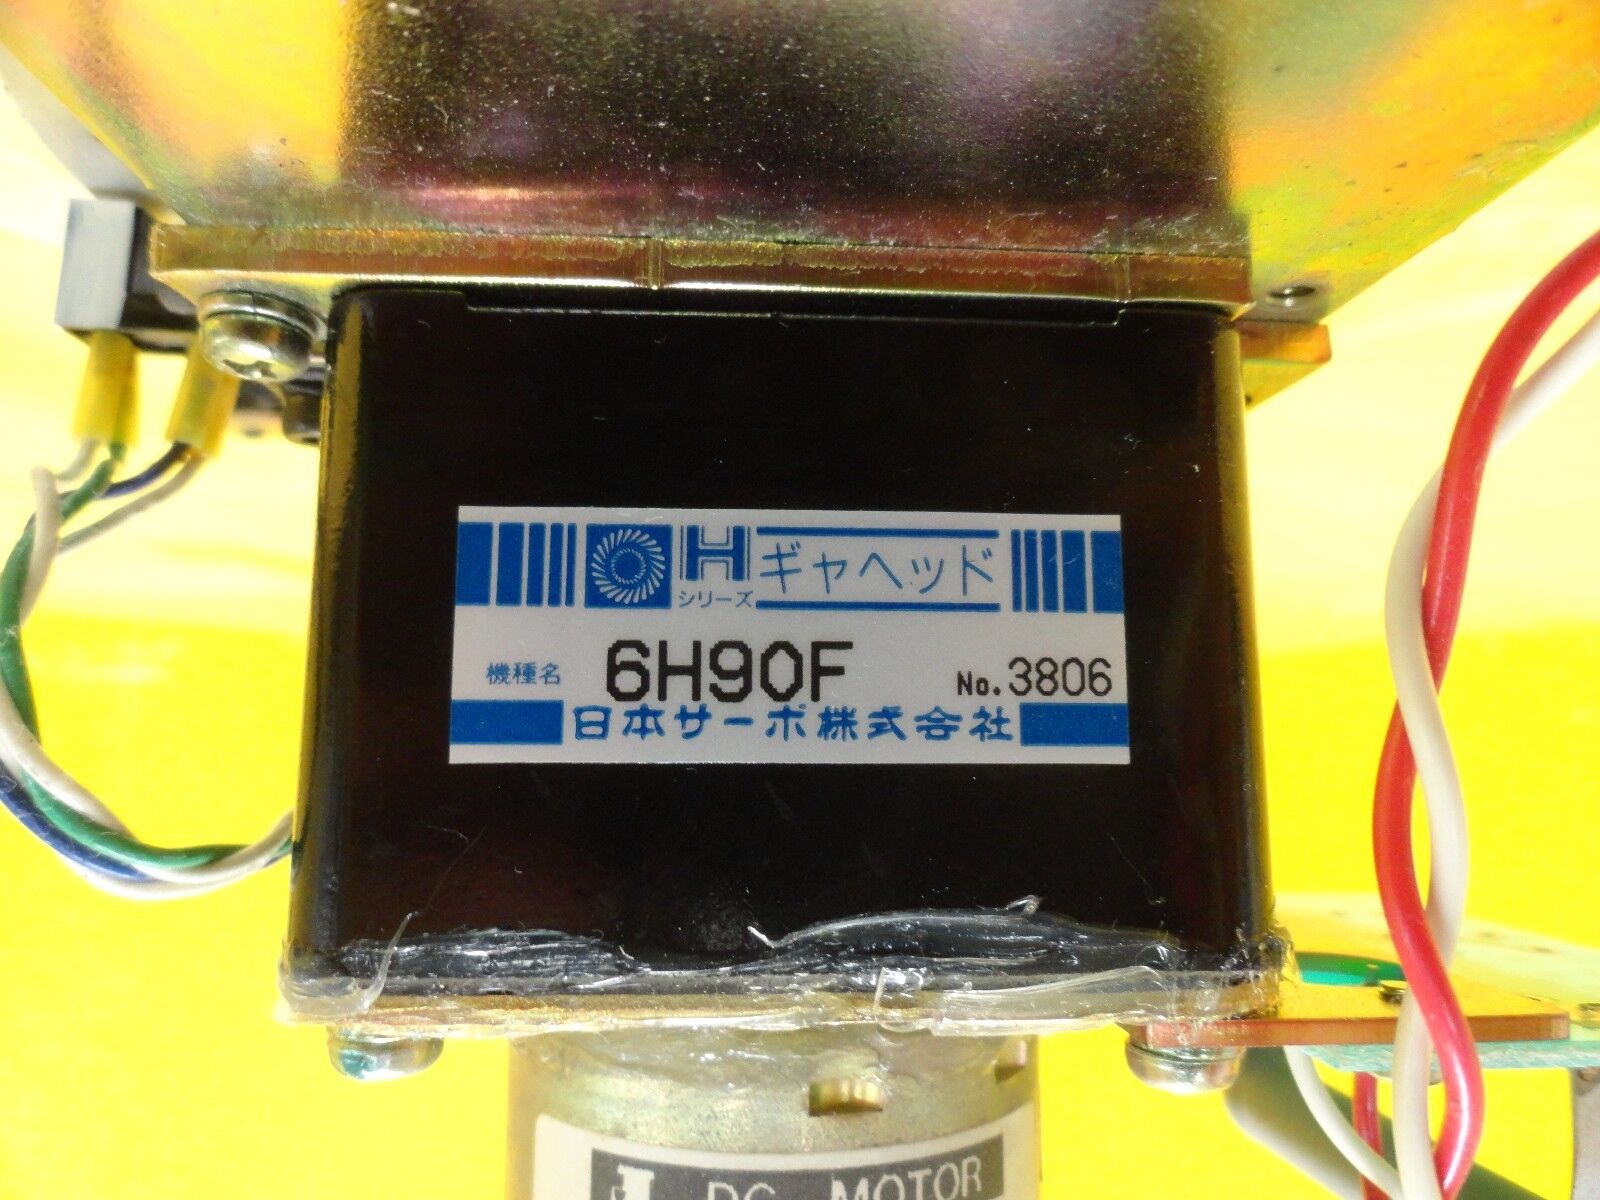 H ギヤヘッド
シリーズ
機種名 6H90F No.3806
日本サーボ株式会社
DC MOTOR